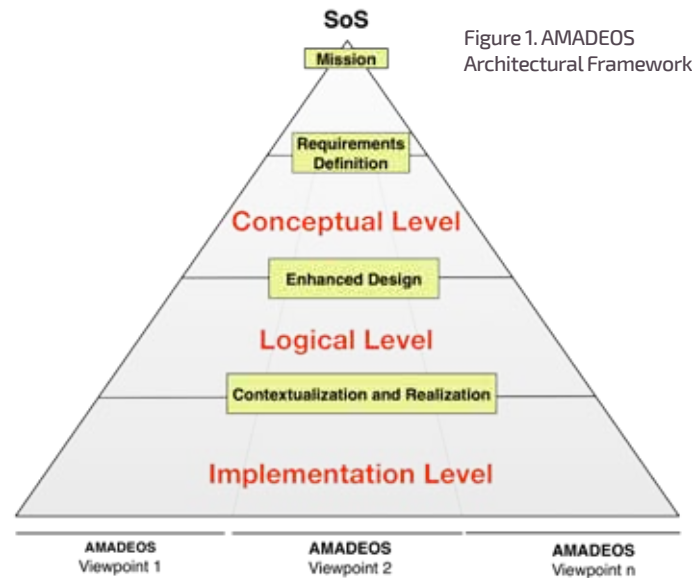 SoS
Figure 1. AMADEOS
Architectural Framework
Mission
Requirements
Definition
Conceptual Level
Enhanced Design
Logical Level
Contextualization and Realization
Implementation Level
AMADEOS
Viewpoint 1
AMADEOS
Viewpoint 2
AMADEOS
Viewpoint n